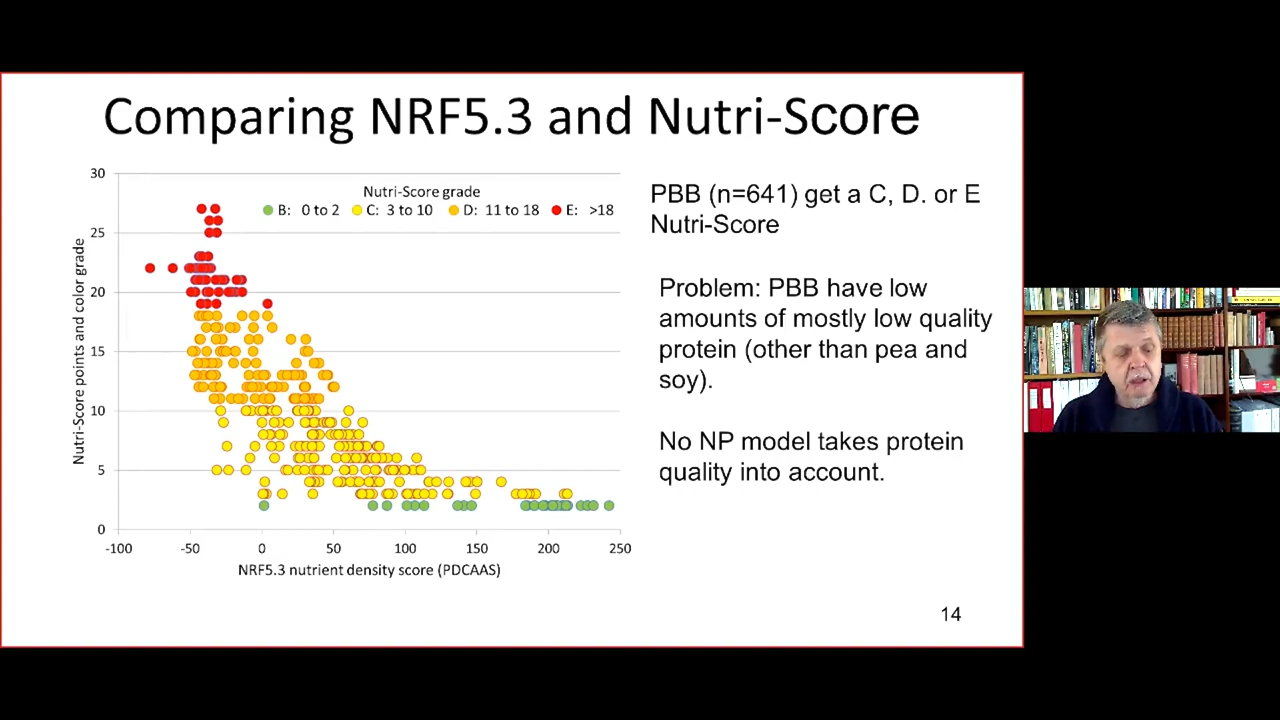 Comparing NRF5.3 and Nutri-Score
30
25
20
15
10
5
0
Nutri-Score points and color grade
Nutri-Score grade
B: 0 to 2 C: 3 to 10 D: 11 to 18 E: >18
-100 -50 0 50 100 150 200 250
NRF5.3 nutrient density score (PDCAAS)
PBB (n=641) get a C, D. or E
Nutri-Score
Problem: PBB have low
amounts of mostly low quality
protein (other than pea and
soy).
No NP model takes protein
quality into account.
14